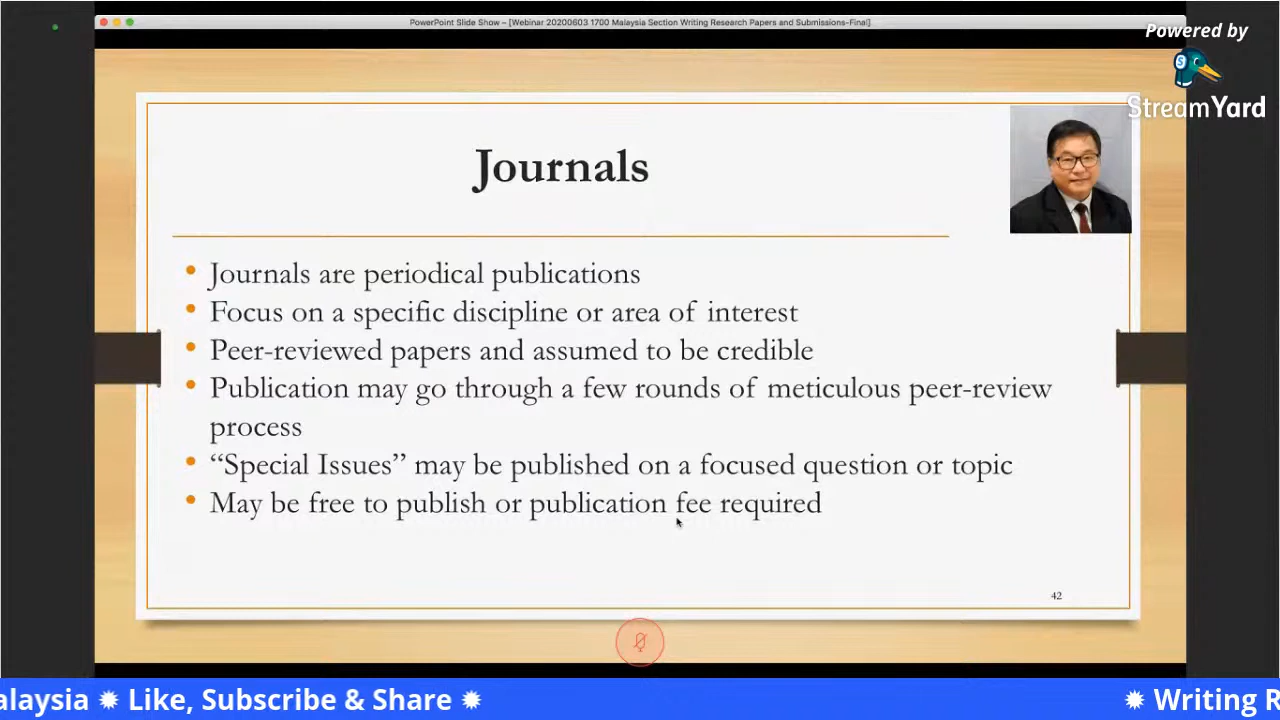 PowerPoint Slide Show – [Webinar 20200603 1700 Malaysia Section Writing Research Papers and Submissions-Final]
Powered by
StreamYard
Journals
Journals are periodical publications
Focus on a specific discipline or area of interest
Peer-reviewed papers and assumed to be credible
Publication may go through a few rounds of meticulous peer-review
process
“Special Issues” may be published on a focused question or topic
May be free to publish or publication fee required
42
alaysia ✹ Like, Subscribe & Share ✹ ✹ Writing R